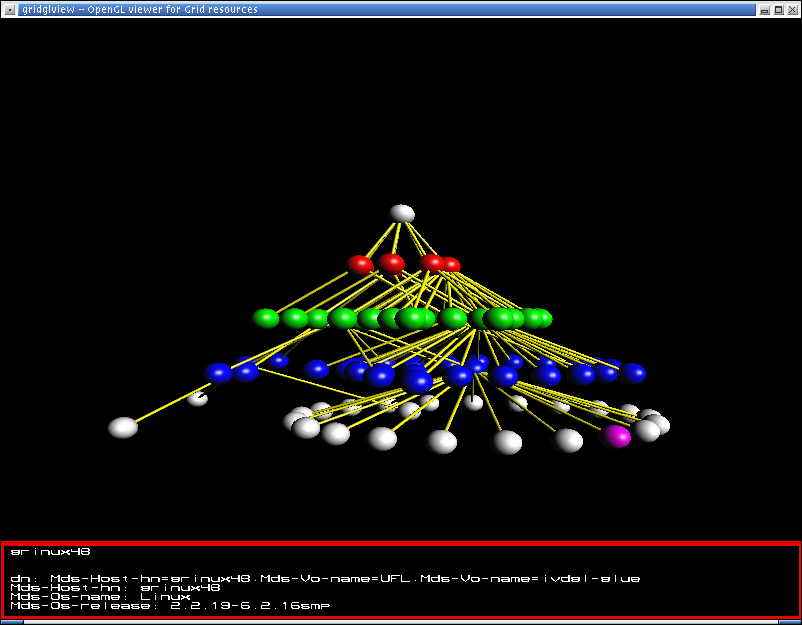 gridglview -- OpenGL viewer for Grid resources
grinux48
dn: Mds-Host-hn=grinux48,Mds-Vo-name=UFL,Mds-Vo-name=ivdgl-glue
Mds-Host-hn: grinux48
Mds-Os-name: Linux
Mds-Os-release: 2.2.19-6.2.16smp